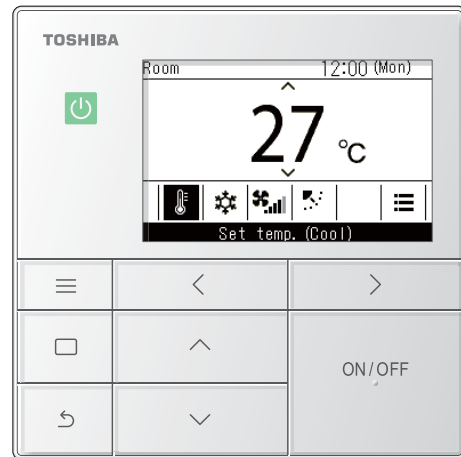 TOSHIBA
Room 12:00 (Mon)
27 °C
Set temp. (Cool)
ON/OFF